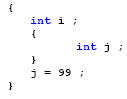 {
int i ;
{
int j ;
}
j = 99 ;
}